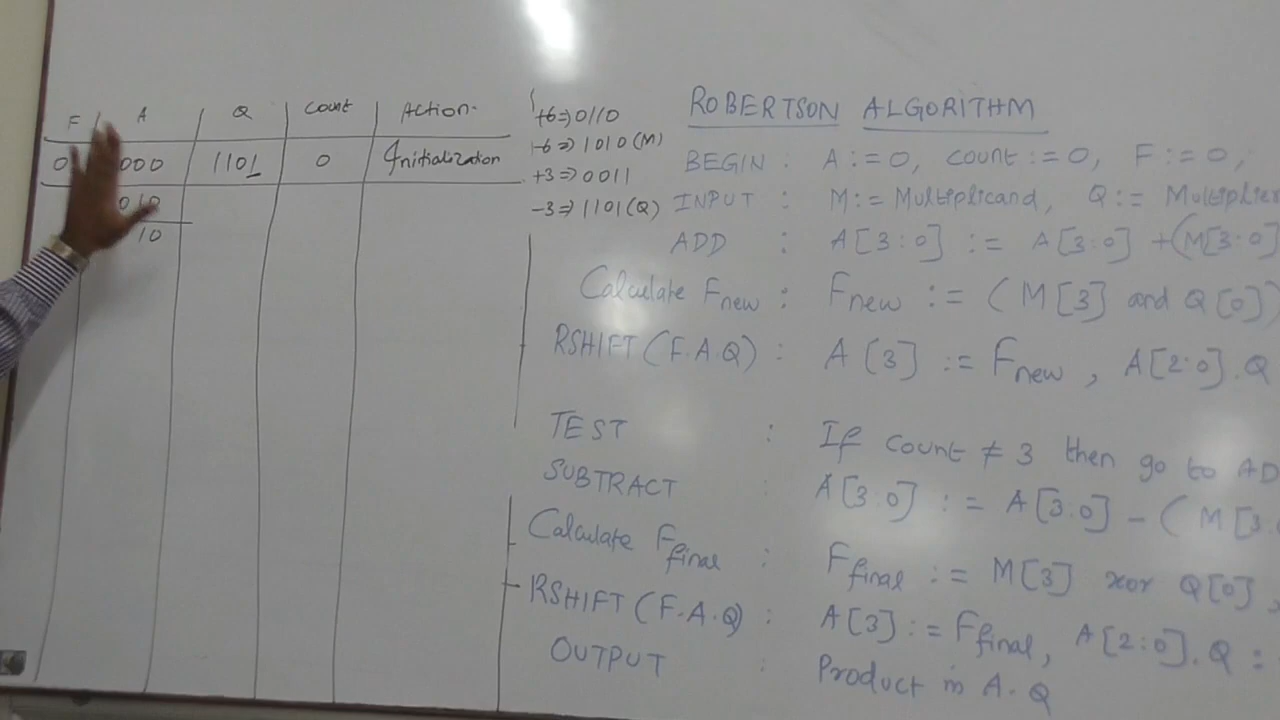 F A Q Count Action
0 000 1101 0 Initialization
010
10
+6=>0110
-6=>1010(M)
+3=>0011
-3=>1101(Q)
ROBERTSON ALGORITHM
BEGIN : A:=0, count:=0, F:=0,
INPUT : M:=Multiplicand, Q:= Multiplier
ADD : A[3:0] := A[3:0] +(M[3:0]
Calculate Fnew : Fnew := (M[3] and Q[0])
RSHIFT(F.A.Q) : A[3] := Fnew, A[2:0].Q
TEST : If count ≠ 3 then go to AD
SUBTRACT : A[3:0] := A[3:0] - (M[3:
Calculate Ffinal : Ffinal := M[3] xor Q[0],
RSHIFT(F.A.Q) : A[3]:=Ffinal, A[2:0].Q :
OUTPUT : Product in A.Q